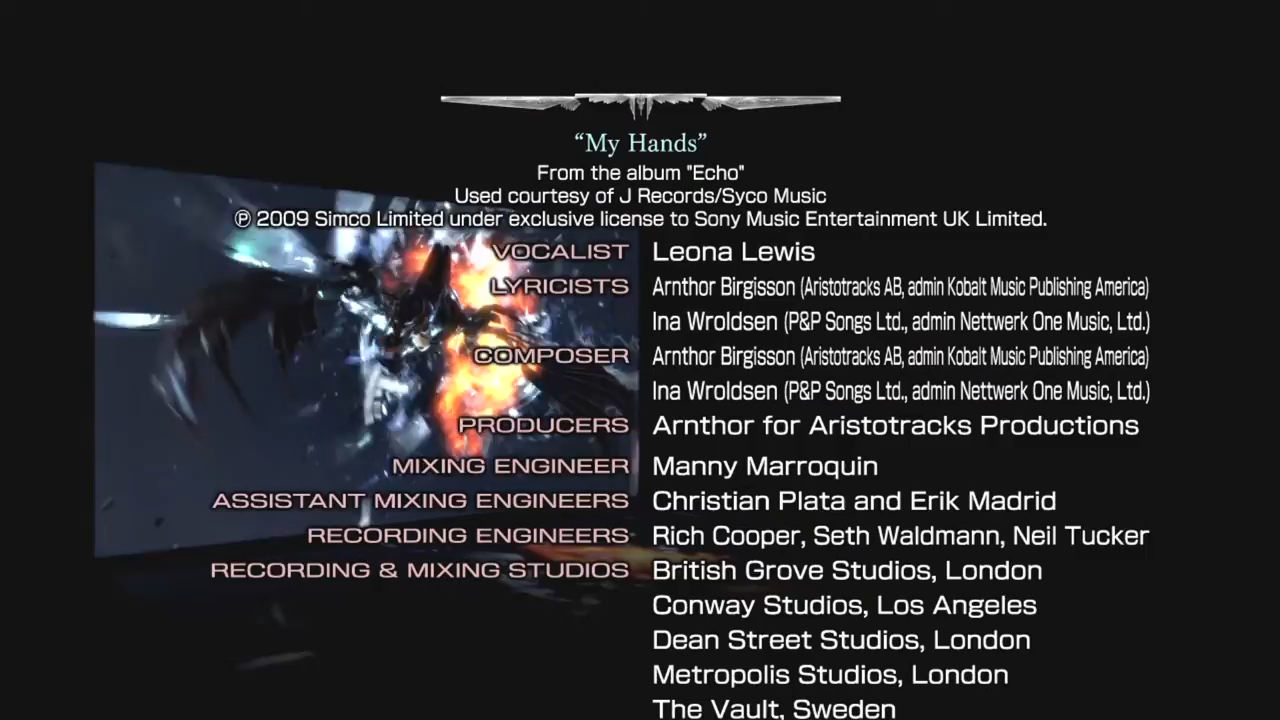 “My Hands”
From the album "Echo"
Used courtesy of J Records/Syco Music
℗ 2009 Simco Limited under exclusive license to Sony Music Entertainment UK Limited.
VOCALIST Leona Lewis
LYRICISTS Arnthor Birgisson (Aristotracks AB, admin Kobalt Music Publishing America)
Ina Wroldsen (P&P Songs Ltd., admin Nettwerk One Music, Ltd.)
COMPOSER Arnthor Birgisson (Aristotracks AB, admin Kobalt Music Publishing America)
Ina Wroldsen (P&P Songs Ltd., admin Nettwerk One Music, Ltd.)
PRODUCERS Arnthor for Aristotracks Productions
MIXING ENGINEER Manny Marroquin
ASSISTANT MIXING ENGINEERS Christian Plata and Erik Madrid
RECORDING ENGINEERS Rich Cooper, Seth Waldmann, Neil Tucker
RECORDING & MIXING STUDIOS British Grove Studios, London
Conway Studios, Los Angeles
Dean Street Studios, London
Metropolis Studios, London
The Vault, Sweden